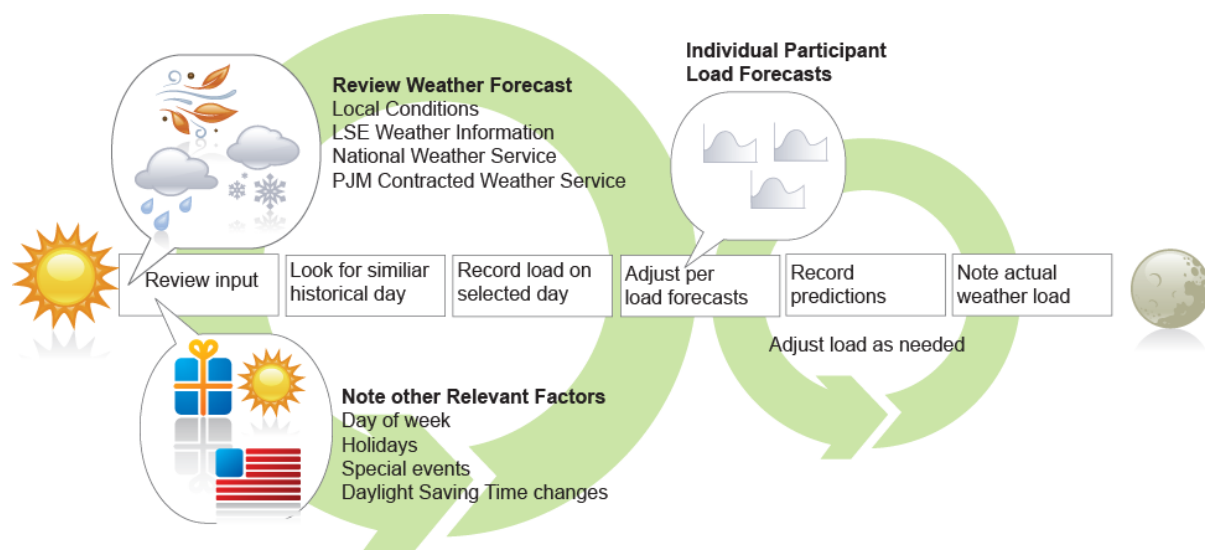 Individual Participant
Load Forecasts
Review Weather Forecast
Local Conditions
LSE Weather Information
National Weather Service
PJM Contracted Weather Service
Review input
Look for similiar
historical day
Record load on
selected day
Adjust per
load forecasts
Record
predictions
Note actual
weather load
Adjust load as needed
Note other Relevant Factors
Day of week
Holidays
Special events
Daylight Saving Time changes